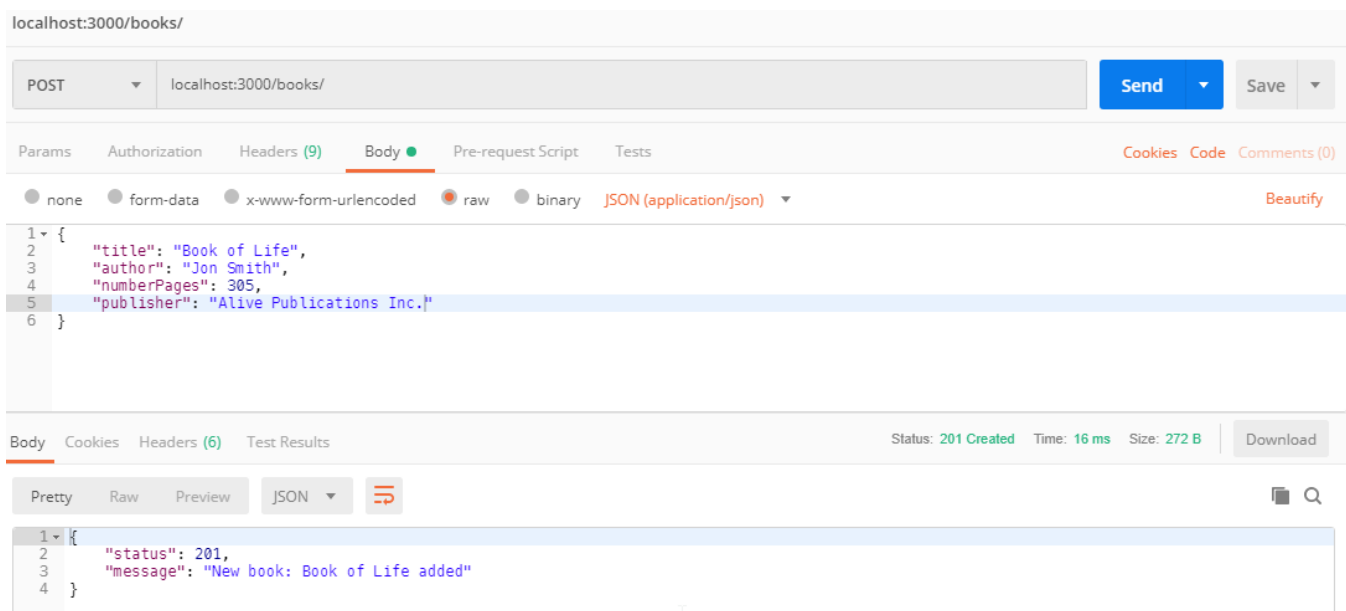 localhost:3000/books/
POST localhost:3000/books/ Send Save
Params Authorization Headers (9) Body Pre-request Script Tests Cookies Code Comments (0)
none form-data x-www-form-urlencoded raw binary JSON (application/json) Beautify
1 {
2 "title": "Book of Life",
3 "author": "Jon Smith",
4 "numberPages": 305,
5 "publisher": "Alive Publications Inc."
6 }
Body Cookies Headers (6) Test Results Status: 201 Created Time: 16 ms Size: 272 B Download
Pretty Raw Preview JSON
1 {
2 "status": 201,
3 "message": "New book: Book of Life added"
4 }